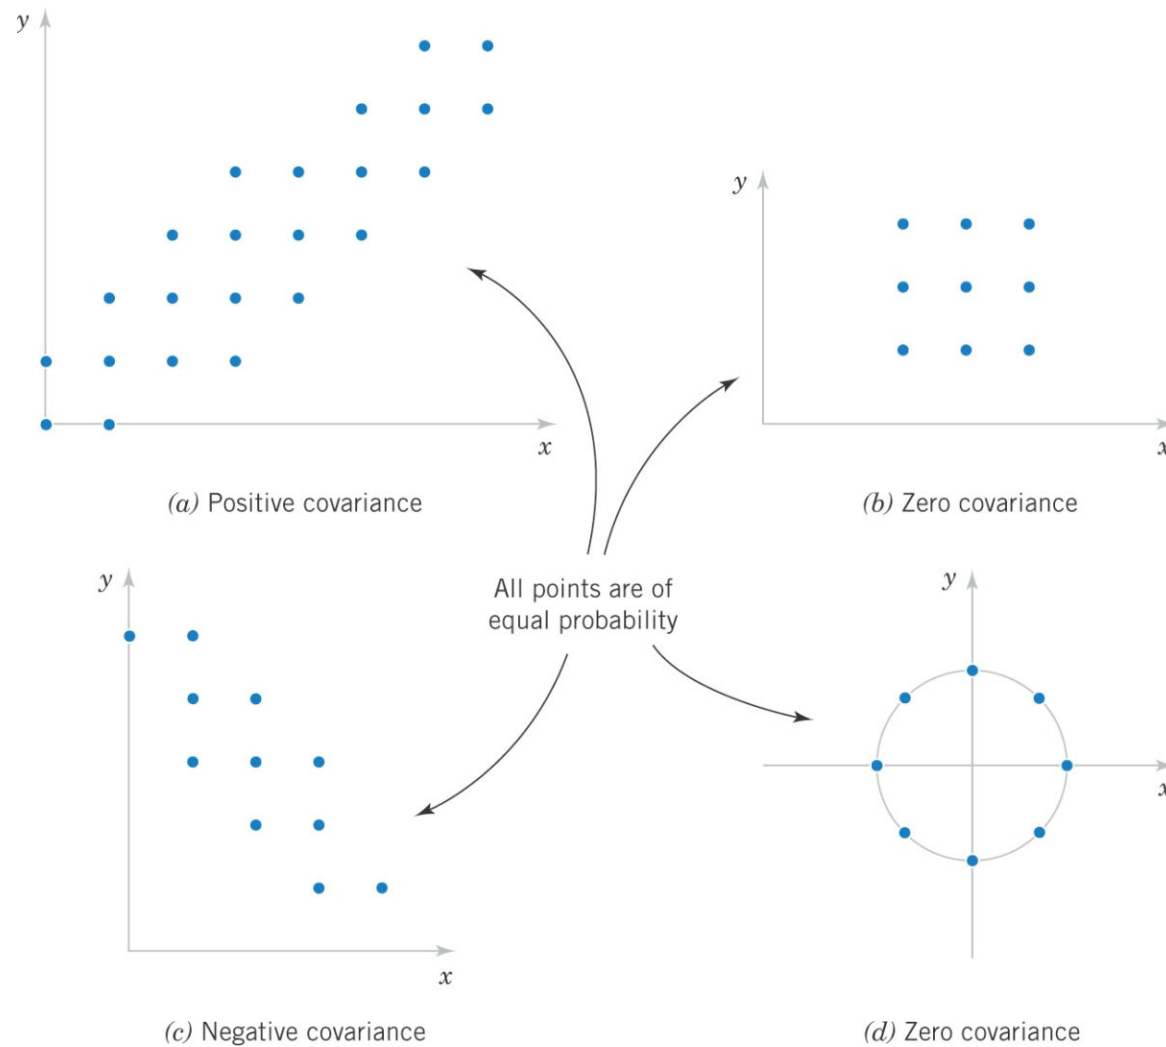 y
x
(a) Positive covariance
y
x
(b) Zero covariance
All points are of
equal probability
y
x
(c) Negative covariance
y
x
(d) Zero covariance